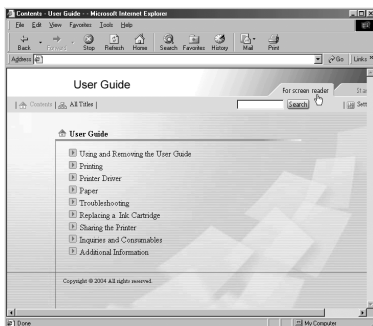 Contents - User Guide - - Microsoft Internet Explorer
File Edit View Favorites Tools Help
Back Forward Stop Refresh Home Search Favorites History Mail Print
Address Go Links
User Guide
For screen reader
Contents | All Titles |
Search
User Guide
Using and Removing the User Guide
Printing
Printer Driver
Paper
Troubleshooting
Replacing a Ink Cartridge
Sharing the Printer
Inquiries and Consumables
Additional Information
Copyright © 2004 All rights reserved.
Done My Computer